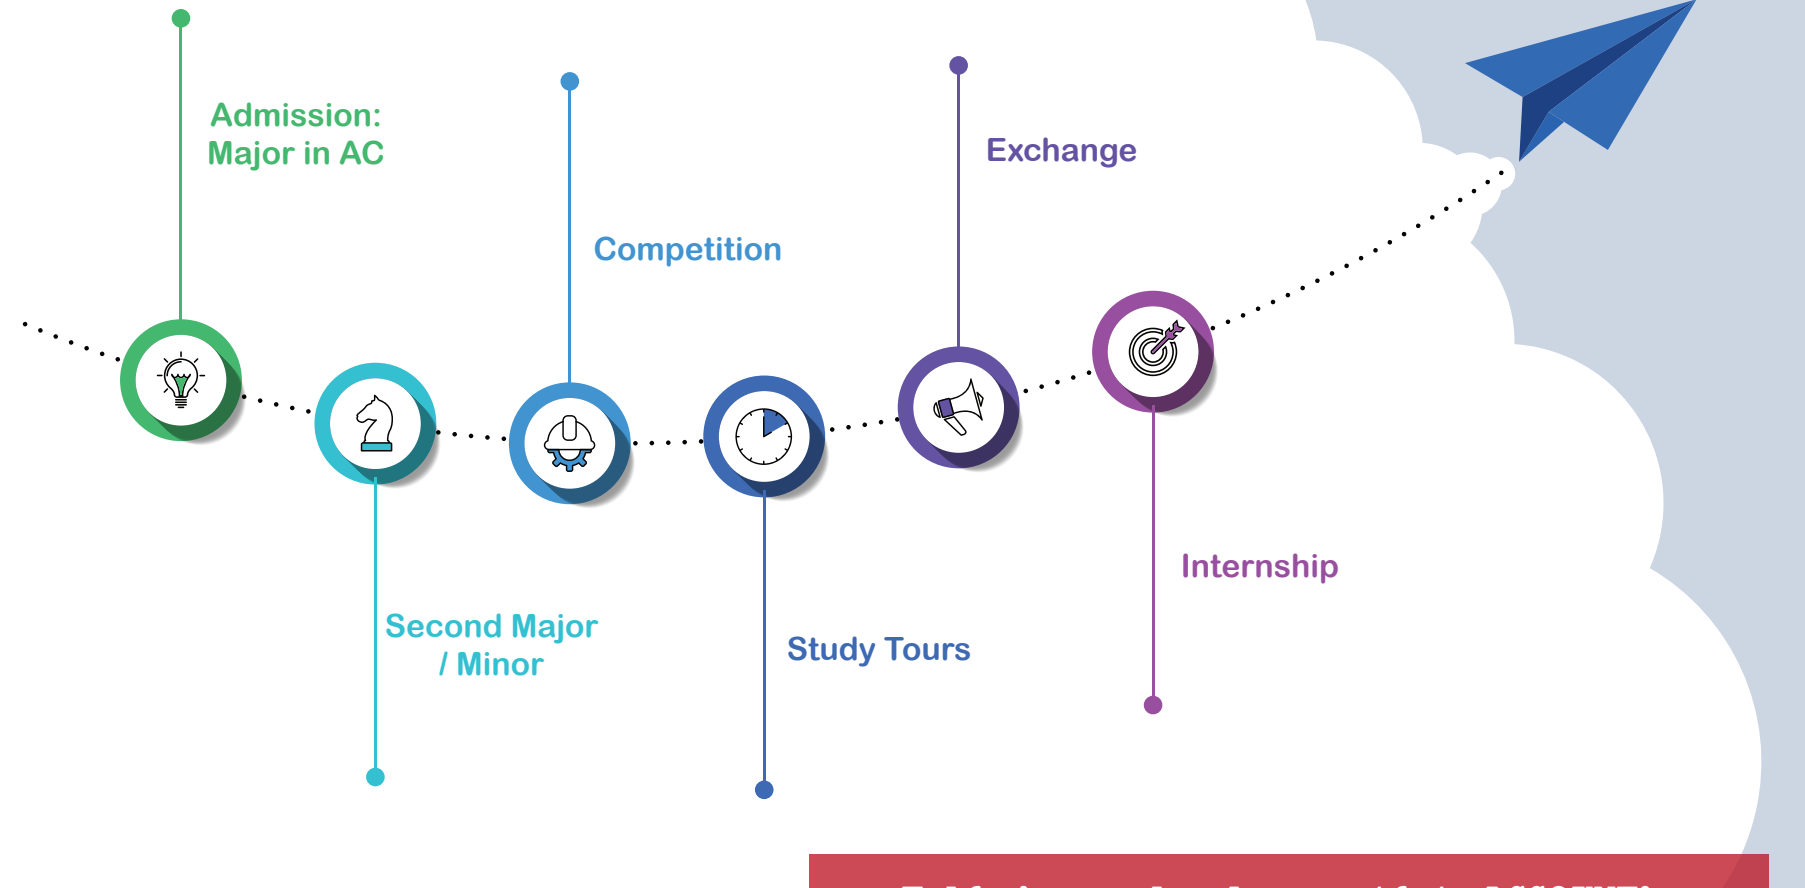 Admission:
Major in AC
Second Major
/ Minor
Competition
Study Tours
Exchange
Internship